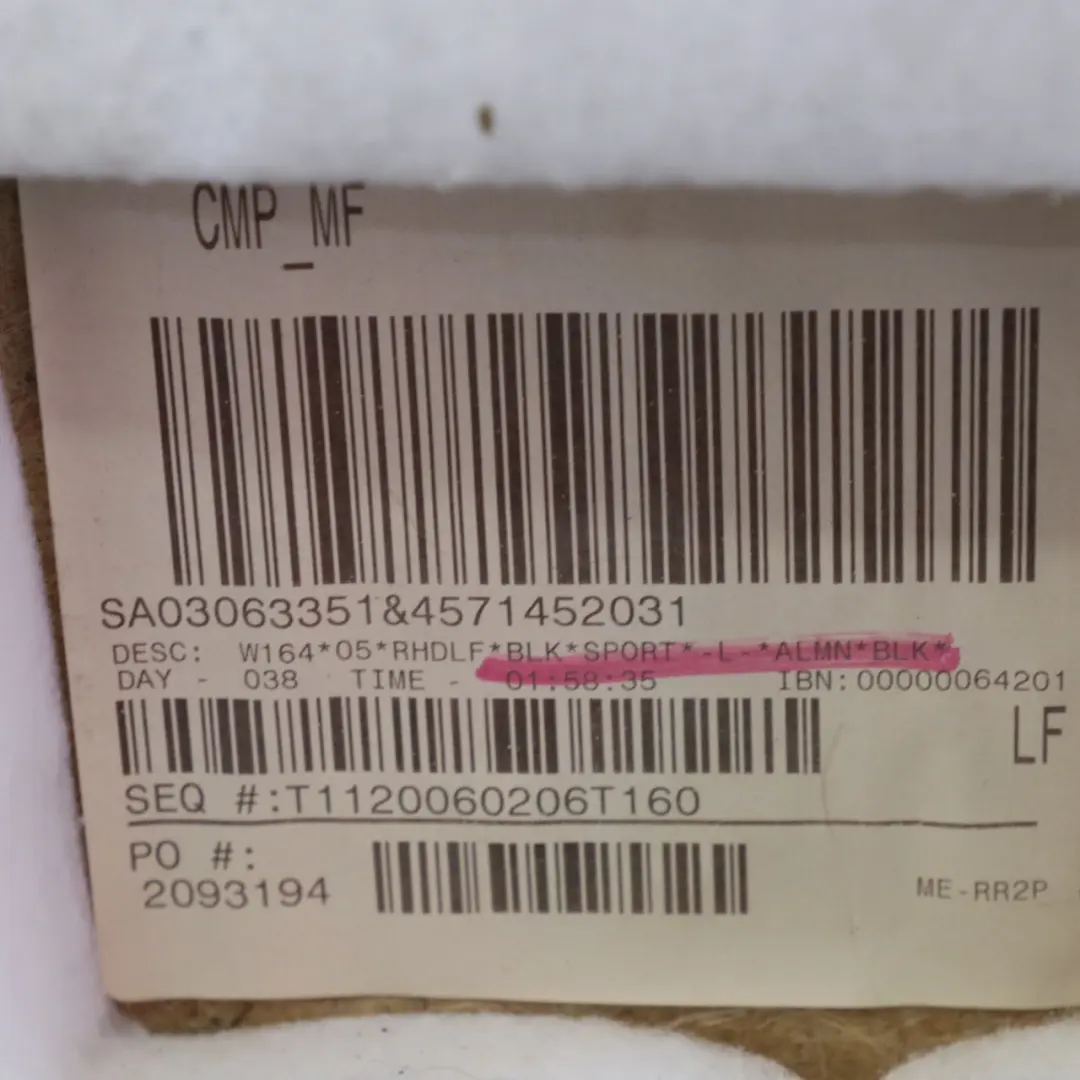 CMP_MF
SA03063351&4571452031
DESC: W164*05*RHDLF*BLK*SPORT*-L-*ALMN*BLK*
DAY - 038 TIME - 01:58:35 IBN:00000064201
LF
SEQ #:T1120060206T160
PO #:
2093194
ME-RR2P